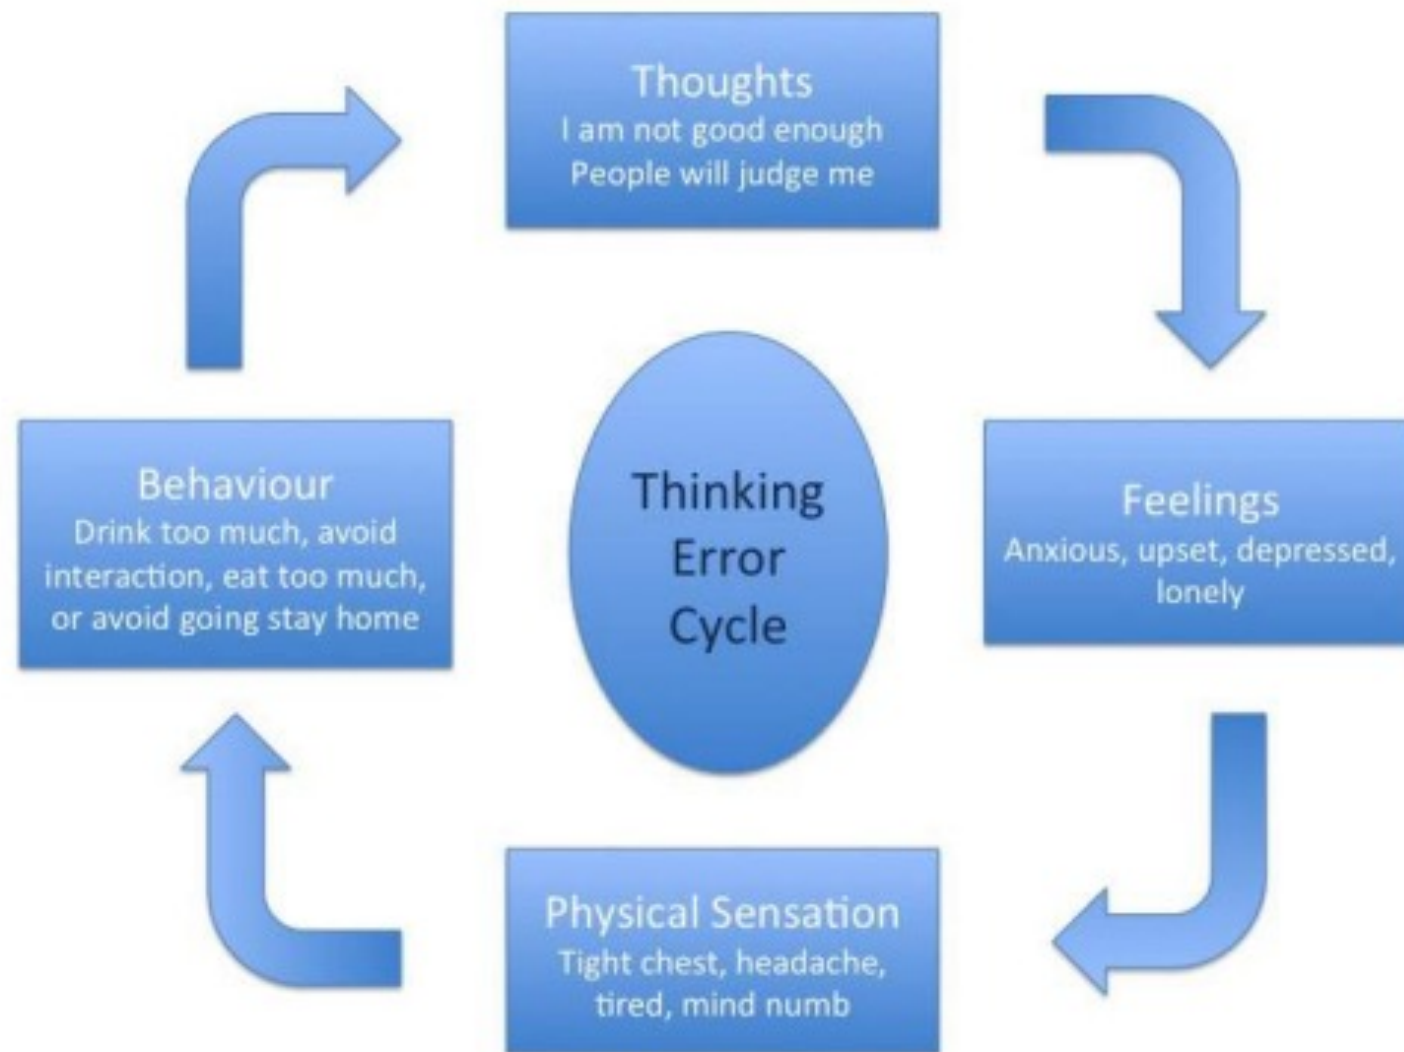 Thoughts
I am not good enough
People will judge me
Feelings
Anxious, upset, depressed,
lonely
Physical Sensation
Tight chest, headache,
tired, mind numb
Behaviour
Drink too much, avoid
interaction, eat too much,
or avoid going stay home
Thinking
Error
Cycle